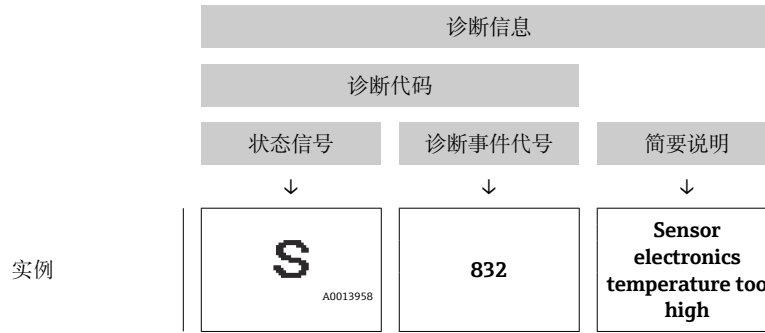 诊断信息
诊断代码
状态信号 诊断事件代号 简要说明
↓ ↓ ↓
实例
S
A0013958
832
Sensor
electronics
temperature too
high